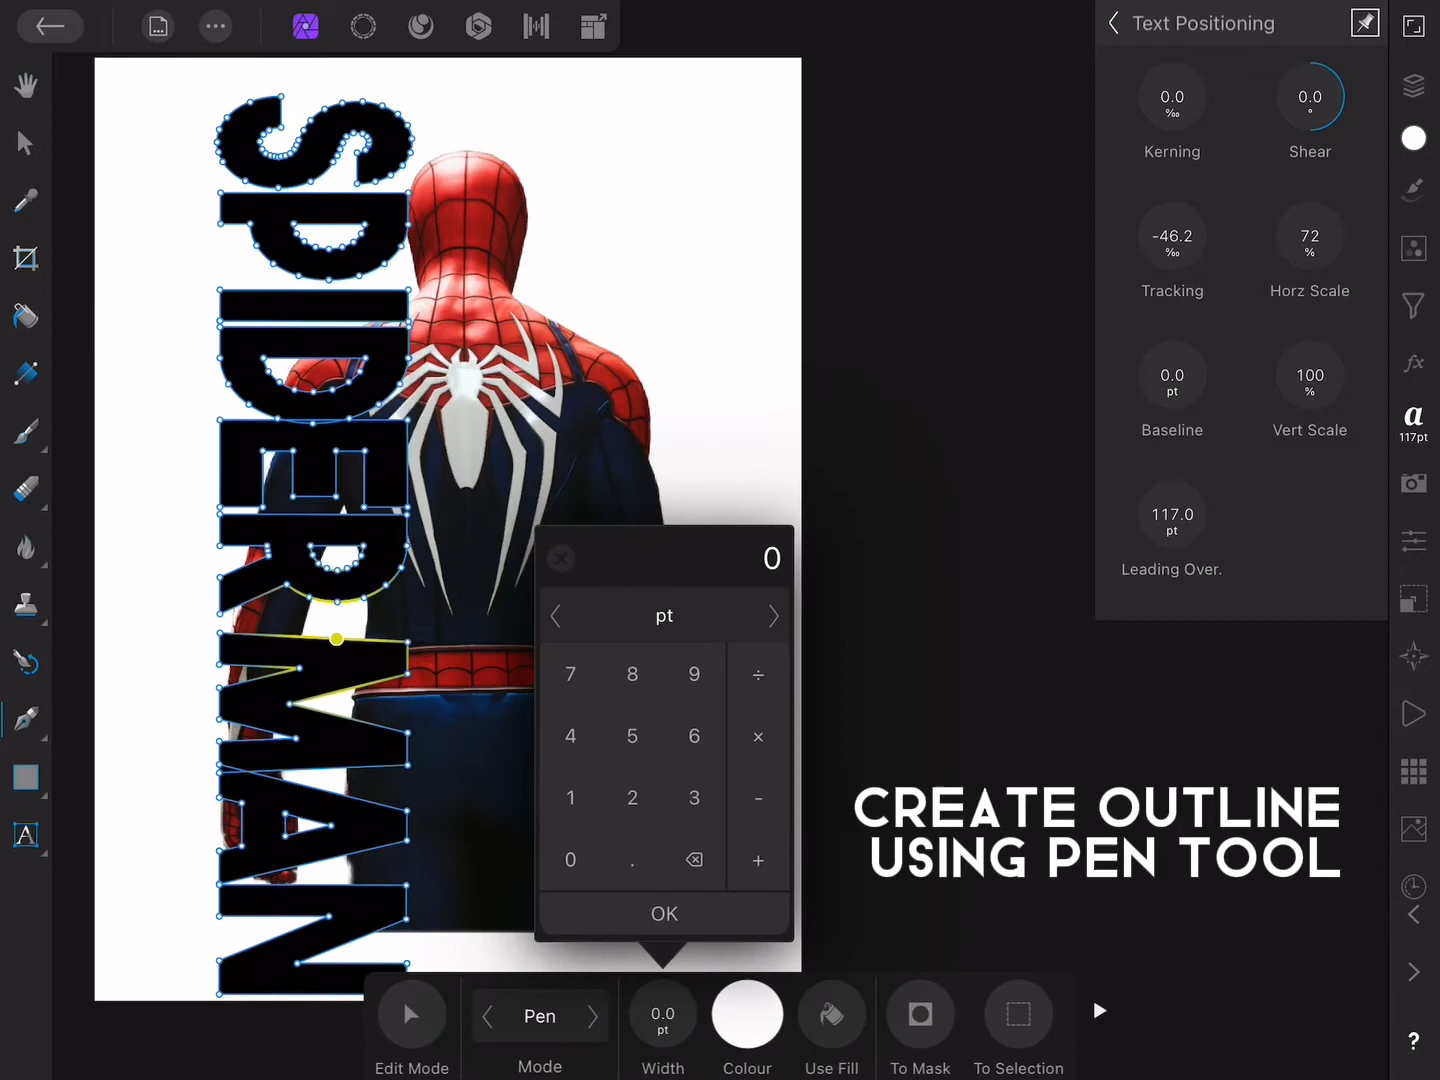 Text Positioning
0.0
‰
Kerning
0.0
°
Shear
-46.2
‰
Tracking
72
%
Horz Scale
0.0
pt
Baseline
100
%
Vert Scale
117.0
pt
Leading Over.
a
117pt
fx
A
SPIDERMAN
0
pt
7 8 9 ÷
4 5 6 ×
1 2 3 -
0 . +
OK
CREATE OUTLINE
USING PEN TOOL
Edit Mode
Pen
Mode
0.0
pt
Width
Colour
Use Fill
To Mask
To Selection
?